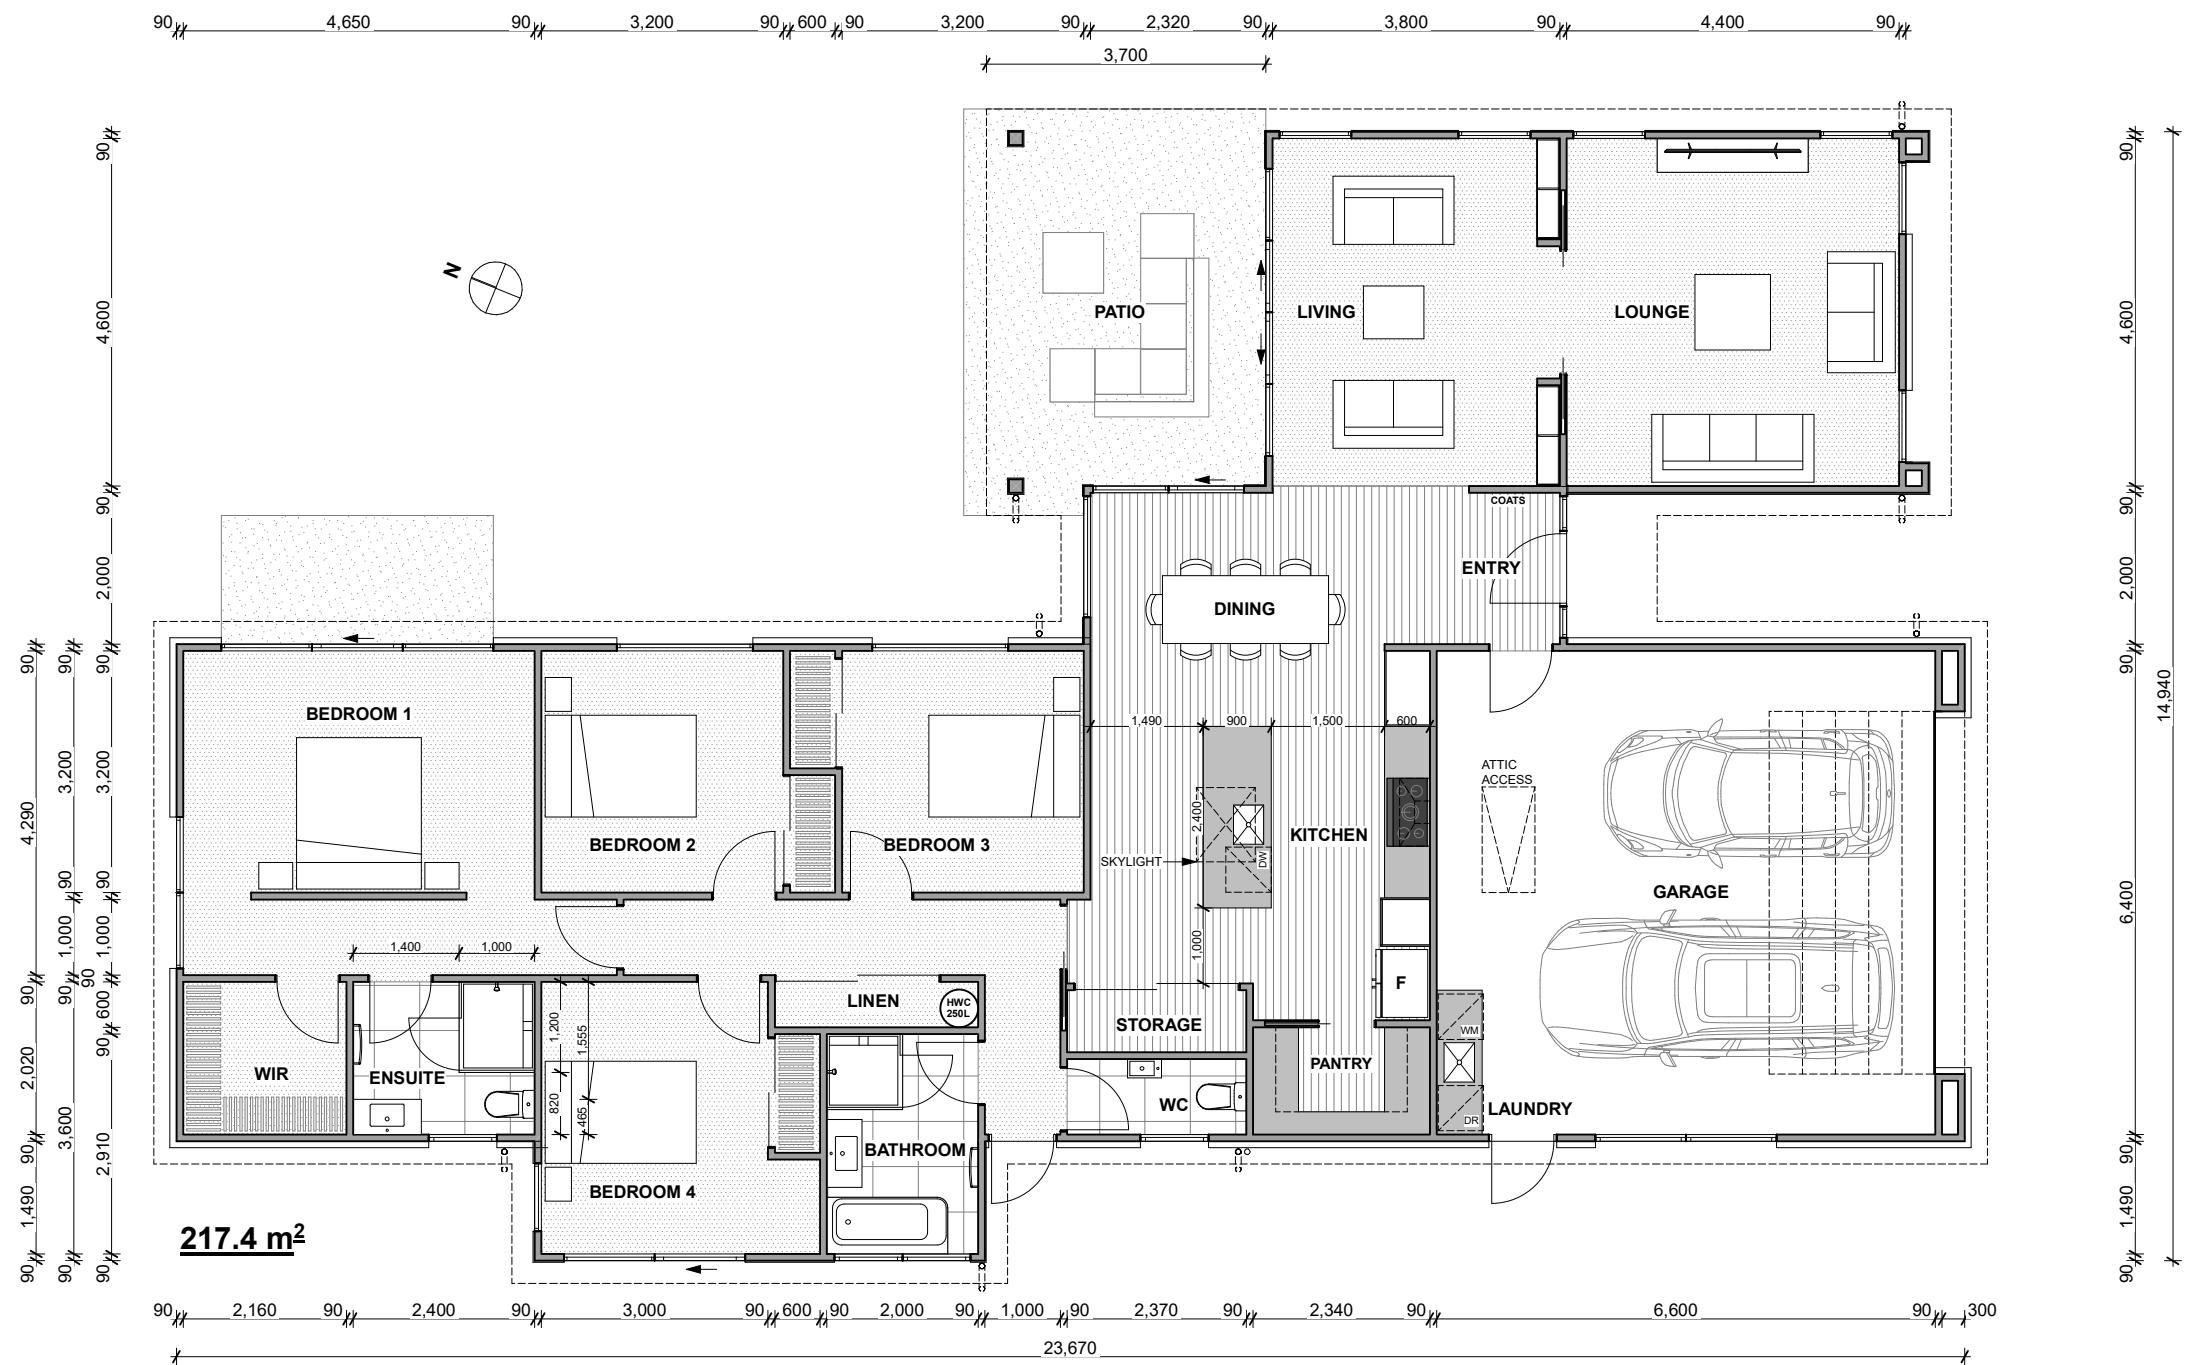 90 4,650 90 3,200 90 600 90 3,200 90 2,320 90 3,800 90 4,400 90
3,700
90 4,600 90 2,000 90 3,200 90 1,000 90 600 90 2,910 90
90 3,200 90 1,000 90 3,600 90
90 4,290 90 2,020 90 1,490 90
N
PATIO
LIVING
LOUNGE
COATS
ENTRY
DINING
BEDROOM 1
BEDROOM 2
BEDROOM 3
1,490 900 1,500 600
2,400
SKYLIGHT
DW
KITCHEN
1,000
ATTIC
ACCESS
GARAGE
1,400 1,000
LINEN
HWC
250L
F
STORAGE
PANTRY
WM
DR
LAUNDRY
WIR
ENSUITE
1,200
1,555
820
465
WC
BATHROOM
BEDROOM 4
217.4 m2
90 4,600 90 2,000 90 6,400 90 1,490 90
14,940
90 2,160 90 2,400 90 3,000 90 600 90 2,000 90 1,000 90 2,370 90 2,340 90 6,600 90 300
23,670